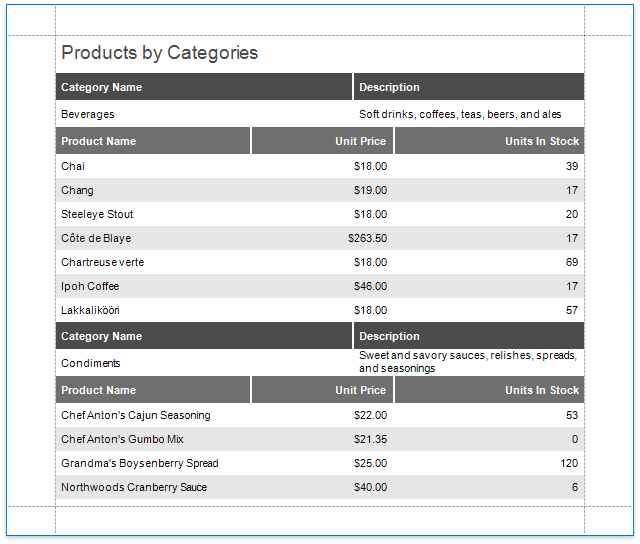 Products by Categories
Category Name Description
Beverages Soft drinks, coffees, teas, beers, and ales
Product Name Unit Price Units In Stock
Chai $18.00 39
Chang $19.00 17
Steeleye Stout $18.00 20
Côte de Blaye $263.50 17
Chartreuse verte $18.00 69
Ipoh Coffee $46.00 17
Lakkalikööri $18.00 57
Category Name Description
Condiments Sweet and savory sauces, relishes, spreads,
and seasonings
Product Name Unit Price Units In Stock
Chef Anton's Cajun Seasoning $22.00 53
Chef Anton's Gumbo Mix $21.35 0
Grandma's Boysenberry Spread $25.00 120
Northwoods Cranberry Sauce $40.00 6